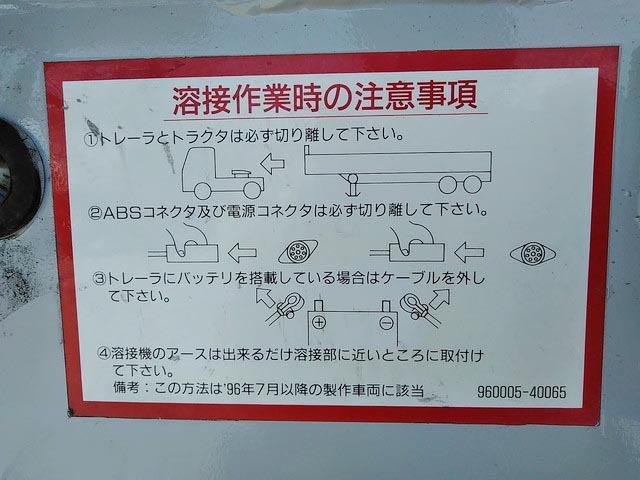 溶接作業時の注意事項
①トレーラとトラクタは必ず切り離して下さい。
②ABSコネクタ及び電源コネクタは必ず切り離して下さい。
③トレーラにバッテリを搭載している場合はケーブルを外し
て下さい。
+ −
④溶接機のアースは出来るだけ溶接部に近いところに取付け
て下さい。
備考：この方法は'96年7月以降の製作車両に該当 960005-40065